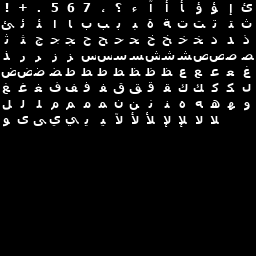 ! + . 5 6 7 ، ؟ ء آ أ أ ؤ ؤ إ ئ
ئ ئ ئ ا ا ب ب ب ب ة ة ت ت ت ت ث
ث ث ث ج ج ج ج ح ح ح ح خ خ خ خ د د ذ
ذ ر ر ز ز س س س س ش ش ش ش ص ص ص ص
ض ض ض ض ط ط ط ط ظ ظ ظ ظ ع ع ع ع غ
غ غ غ ف ف ف ف ق ق ق ق ك ك ك ك ل
ل ل ل م م م م ن ن ن ن ه ه ه ه و
و ى ى ي ي ي ي لآ لآ لأ لأ لإ لإ لا لا